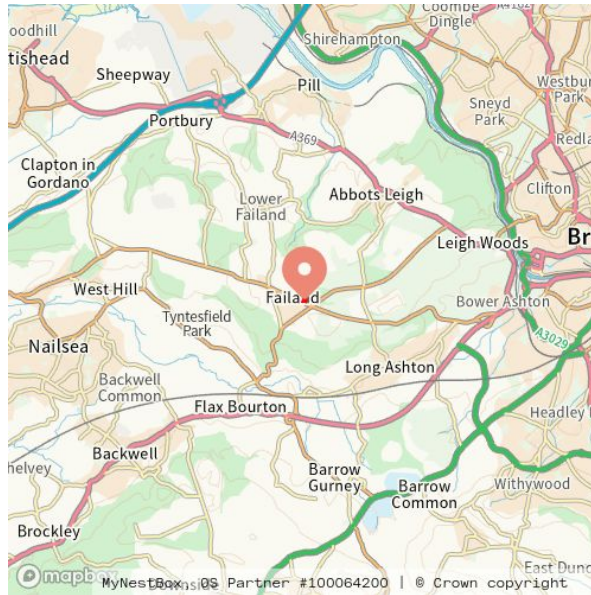 Coombe
Dingle
A4162
oodhill
Shirehampton
tishead
Sheepway
Pill
Westbu
Park
Sneyd
Park
Portbury
A369
Redla
Clapton in
Gordano
Lower
Failand
Abbots Leigh
Clifton
Leigh Woods
Br
West Hill
Failand
Bower Ashton
Tyntesfield
Park
A3029
Nailsea
Long Ashton
Backwell
Common
Flax Bourton
Headley
Backwell
helvey
Barrow
Gurney
Barrow
Common
Withywood
Brockley
East Dund
mapbox
Downside
MyNestBox, OS Partner #100064200 | © Crown copyright